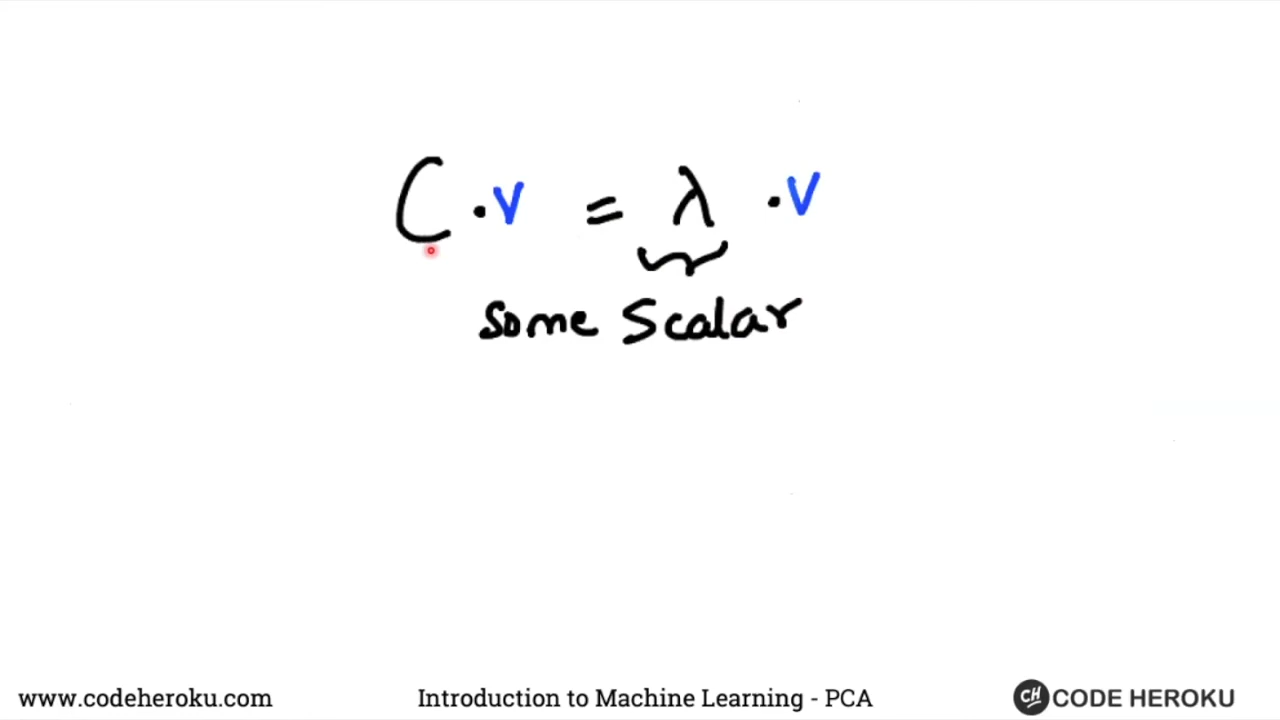 C · v = λ · v
Some Scalar
www.codeheroku.com
Introduction to Machine Learning - PCA
CH CODE HEROKU